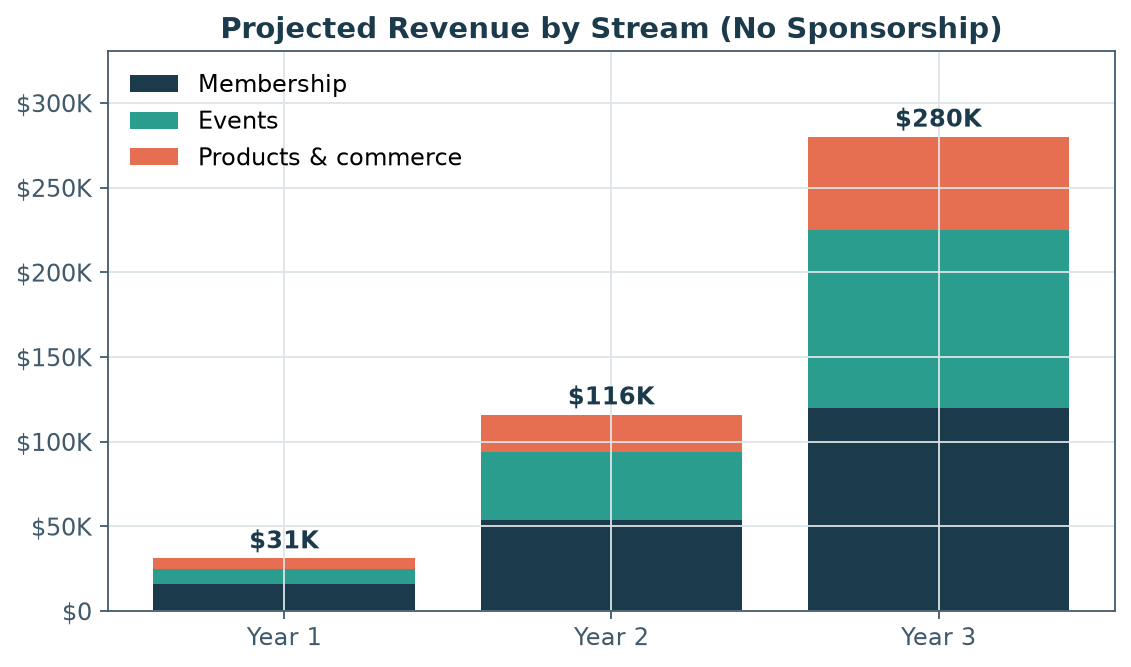 Projected Revenue by Stream (No Sponsorship)
Membership
Events
Products & commerce
$300K
$250K
$200K
$150K
$100K
$50K
$0
$31K
$116K
$280K
Year 1
Year 2
Year 3